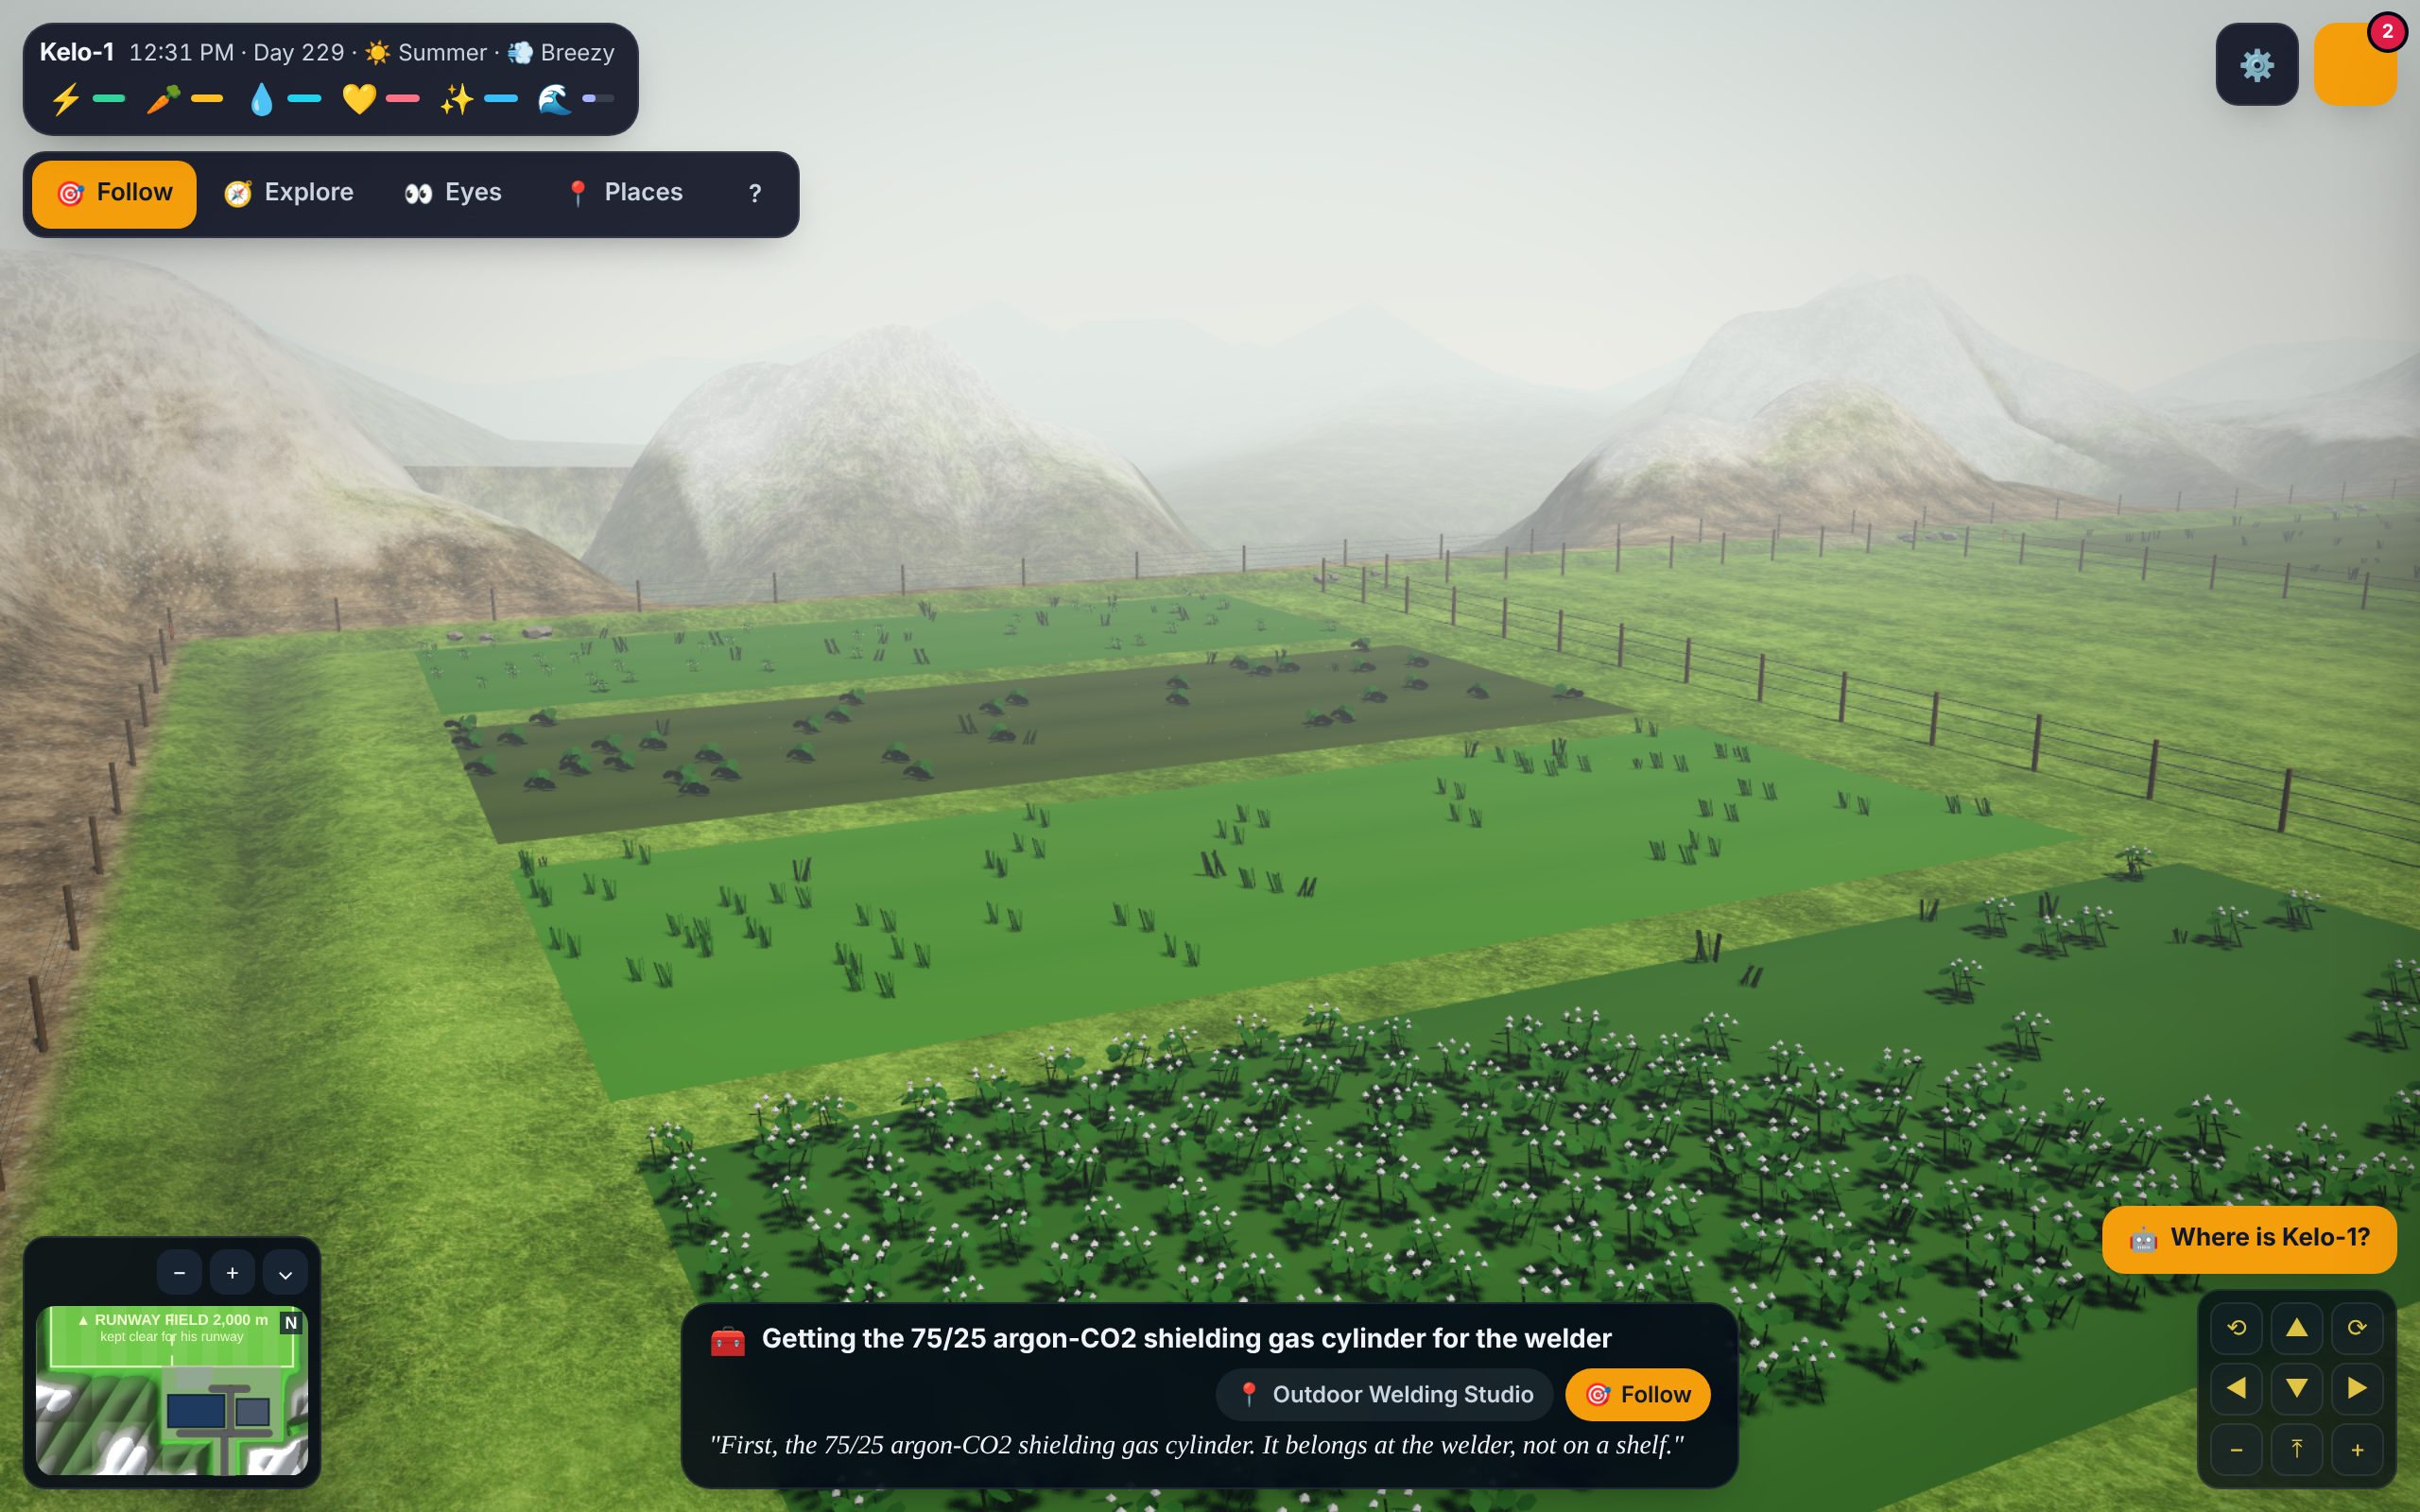 Kelo-1 12:31 PM · Day 229 · Summer · Breezy
2
Follow Explore Eyes Places ?
Where is Kelo-1?
▲ RUNWAY FIELD 2,000 m
kept clear for his runway
N
Getting the 75/25 argon-CO2 shielding gas cylinder for the welder
Outdoor Welding Studio Follow
"First, the 75/25 argon-CO2 shielding gas cylinder. It belongs at the welder, not on a shelf."